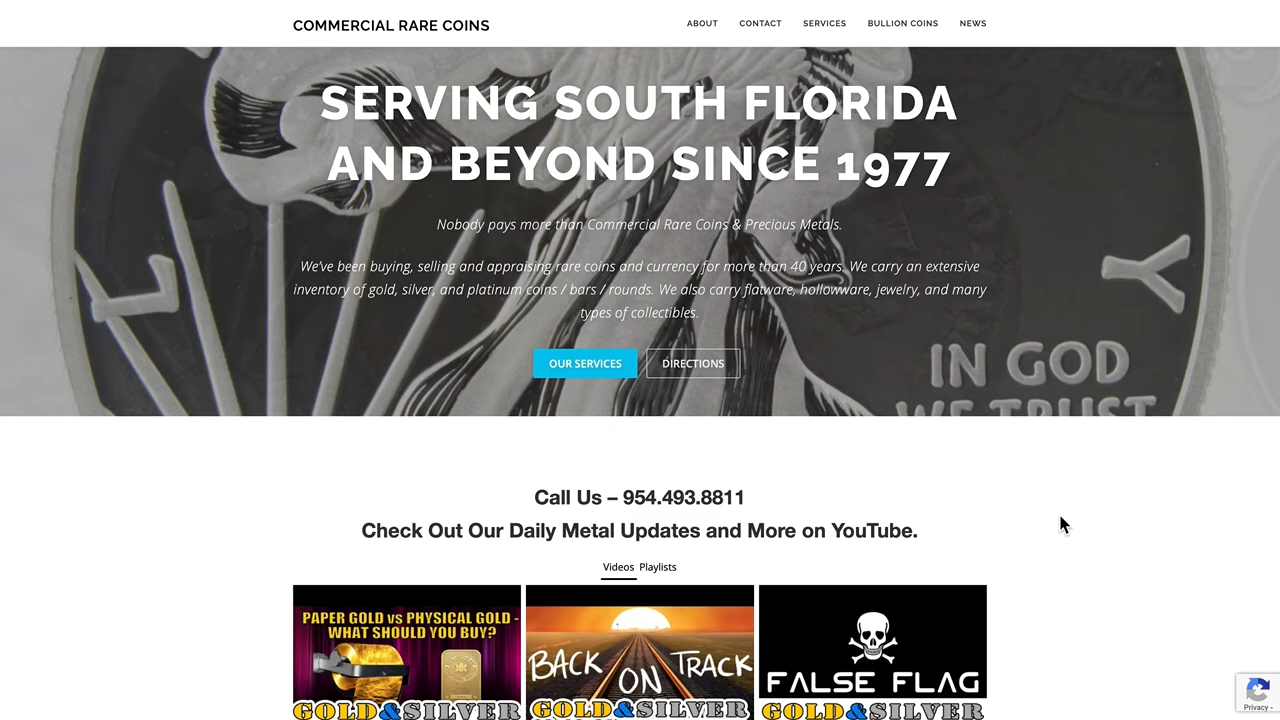 COMMERCIAL RARE COINS
ABOUT CONTACT SERVICES BULLION COINS NEWS
SERVING SOUTH FLORIDA
AND BEYOND SINCE 1977
Nobody pays more than Commercial Rare Coins & Precious Metals.
We've been buying, selling and appraising rare coins and currency for more than 40 years. We carry an extensive
inventory of gold, silver, and platinum coins / bars / rounds. We also carry flatware, hollowware, jewelry, and many
types of collectibles.
OUR SERVICES DIRECTIONS
L
Y
IN GOD
WE TRUST
Call Us – 954.493.8811
Check Out Our Daily Metal Updates and More on YouTube.
Videos Playlists
PAPER GOLD vs PHYSICAL GOLD -
WHAT SHOULD YOU BUY?
GOLD&SILVER
BACK ON TRACK
GOLD&SILVER
FALSE FLAG
GOLD&SILVER
Privacy -